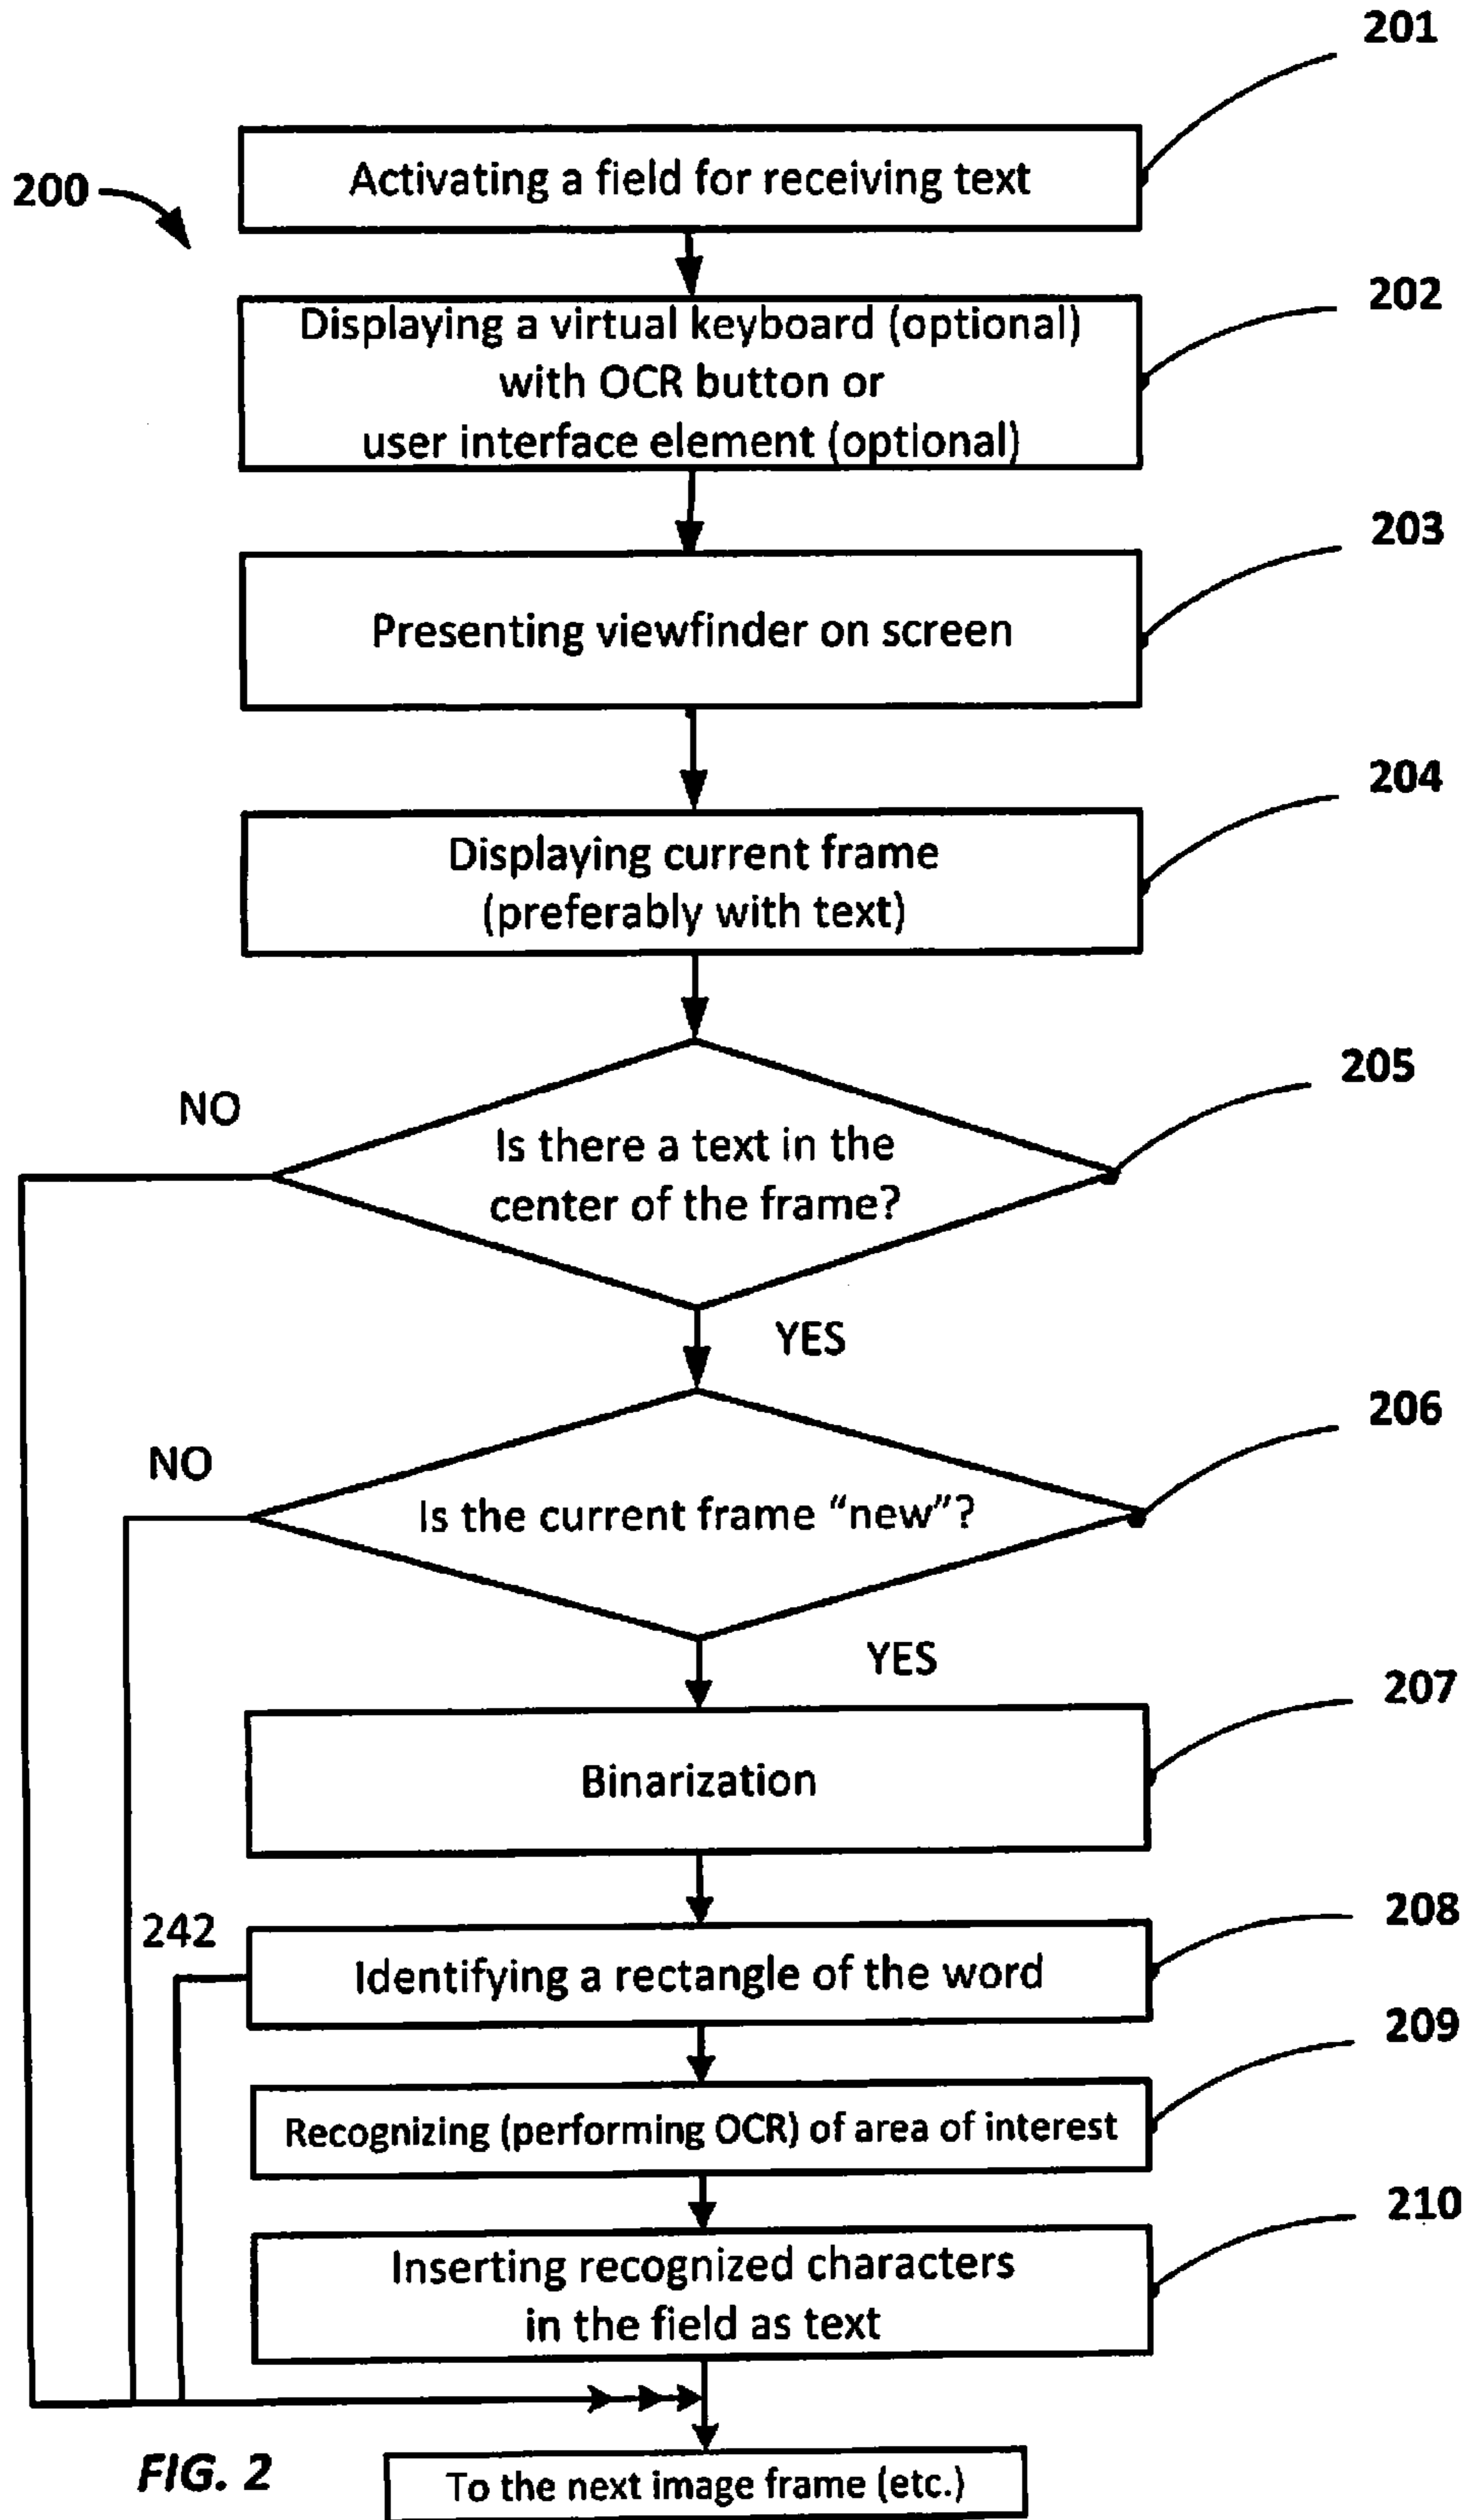 201
Activating a field for receiving text
200
202
Displaying a virtual keyboard (optional)
with OCR button or
user interface element (optional)
203
Presenting viewfinder on screen
204
Displaying current frame
(preferably with text)
205
NO
Is there a text in the
center of the frame?
YES
206
NO
Is the current frame “new”?
YES
207
Binarization
208
242
Identifying a rectangle of the word
209
Recognizing (performing OCR) of area of interest
210
Inserting recognized characters
in the field as text
FIG. 2
To the next image frame (etc.)